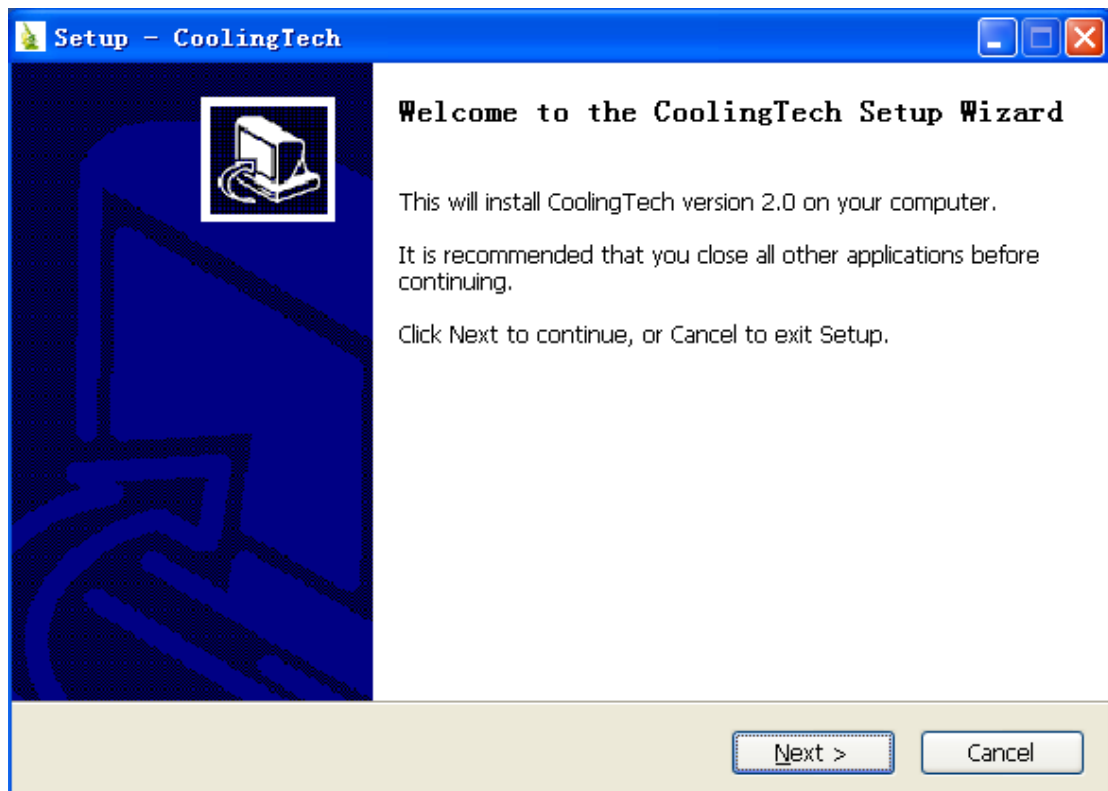 Setup - CoolingTech
Welcome to the CoolingTech Setup Wizard
This will install CoolingTech version 2.0 on your computer.
It is recommended that you close all other applications before
continuing.
Click Next to continue, or Cancel to exit Setup.
Next >
Cancel